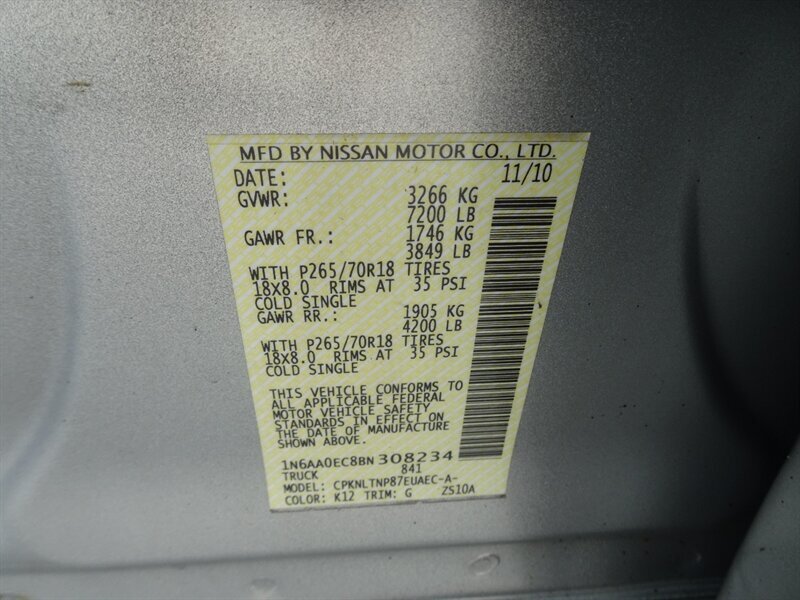 MFD BY NISSAN MOTOR CO., LTD.
DATE: 11/10
GVWR: 3266 KG
7200 LB
GAWR FR.: 1746 KG
3849 LB
WITH P265/70R18 TIRES
18X8.0 RIMS AT 35 PSI
COLD SINGLE
GAWR RR.: 1905 KG
4200 LB
WITH P265/70R18 TIRES
18X8.0 RIMS AT 35 PSI
COLD SINGLE
THIS VEHICLE CONFORMS TO
ALL APPLICABLE FEDERAL
MOTOR VEHICLE SAFETY
STANDARDS IN EFFECT ON
THE DATE OF MANUFACTURE
SHOWN ABOVE.
1N6AA0EC8BN308234
TRUCK 841
MODEL: CPKNLTNP87EUAEC-A-
COLOR: K12 TRIM: G ZS10A